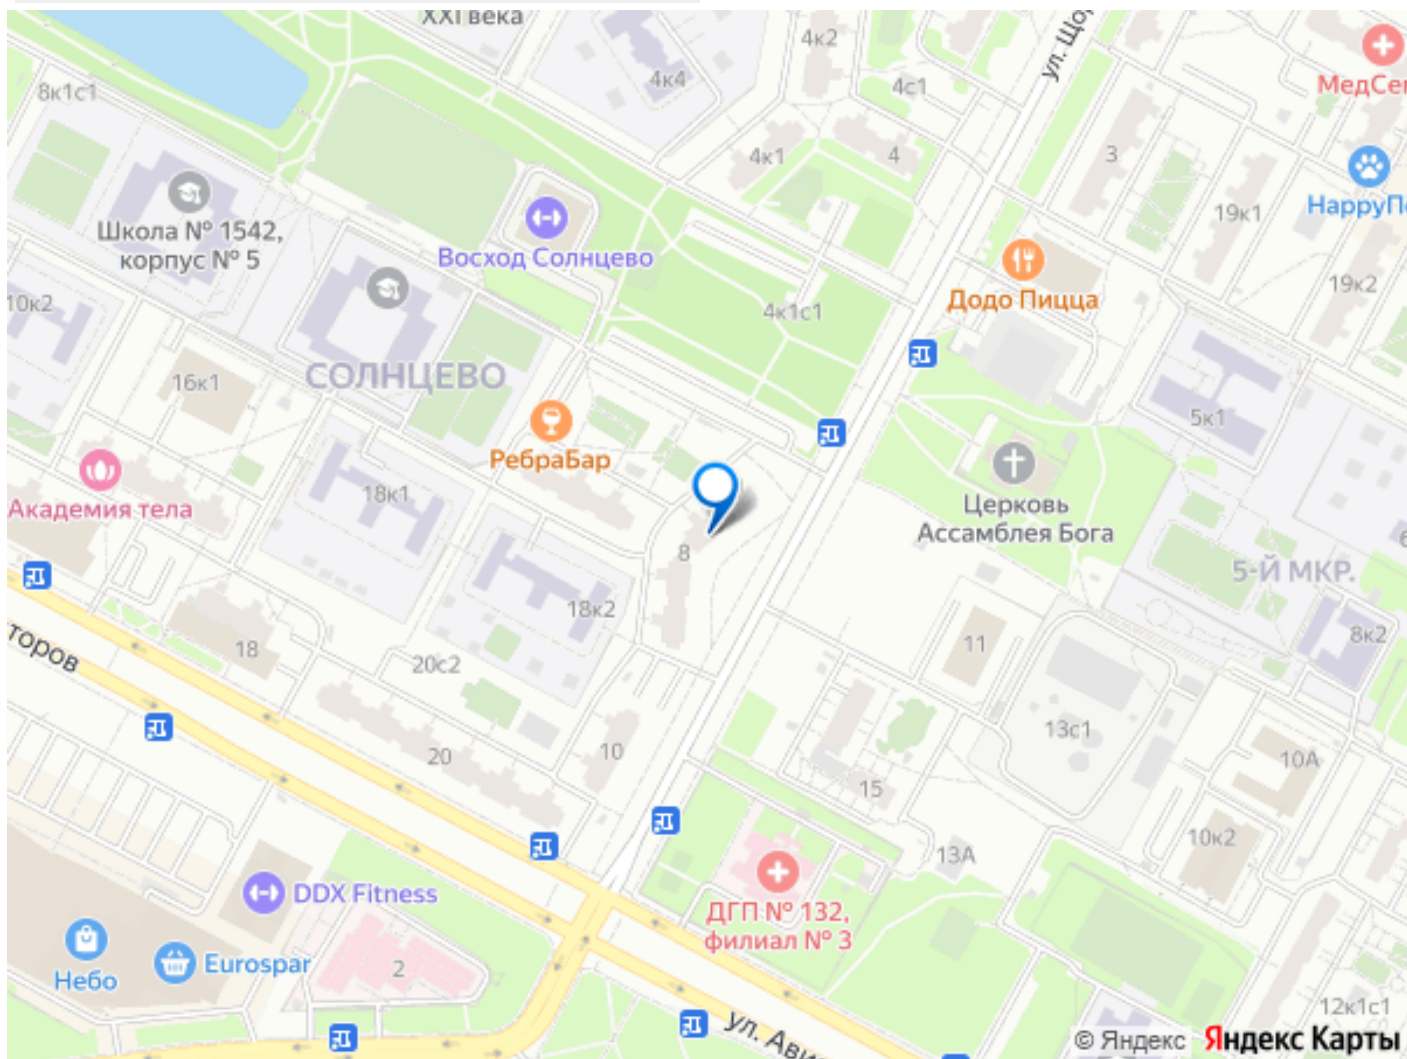 XXI века
4к2
ул. Щор
4к4
4с1
МедСе
8к1с1
4к1
4
3
НарруП
19к1
Школа № 1542,
корпус № 5
Восход Солнцево
Додо Пицца
19к2
10к2
4к1с1
16к1
СОЛНЦЕВО
5к1
РебраБар
18к1
Академия тела
Церковь
Ассамблея Бога
8
5-Й МКР.
6
18к2
8к2
торов
18
20с2
11
13с1
20
10
10А
15
10к2
13А
DDX Fitness
ДГП № 132,
филиал № 3
Небо
Eurospar
2
12к1с1
ул. Ави
© Яндекс
Яндекс Карты